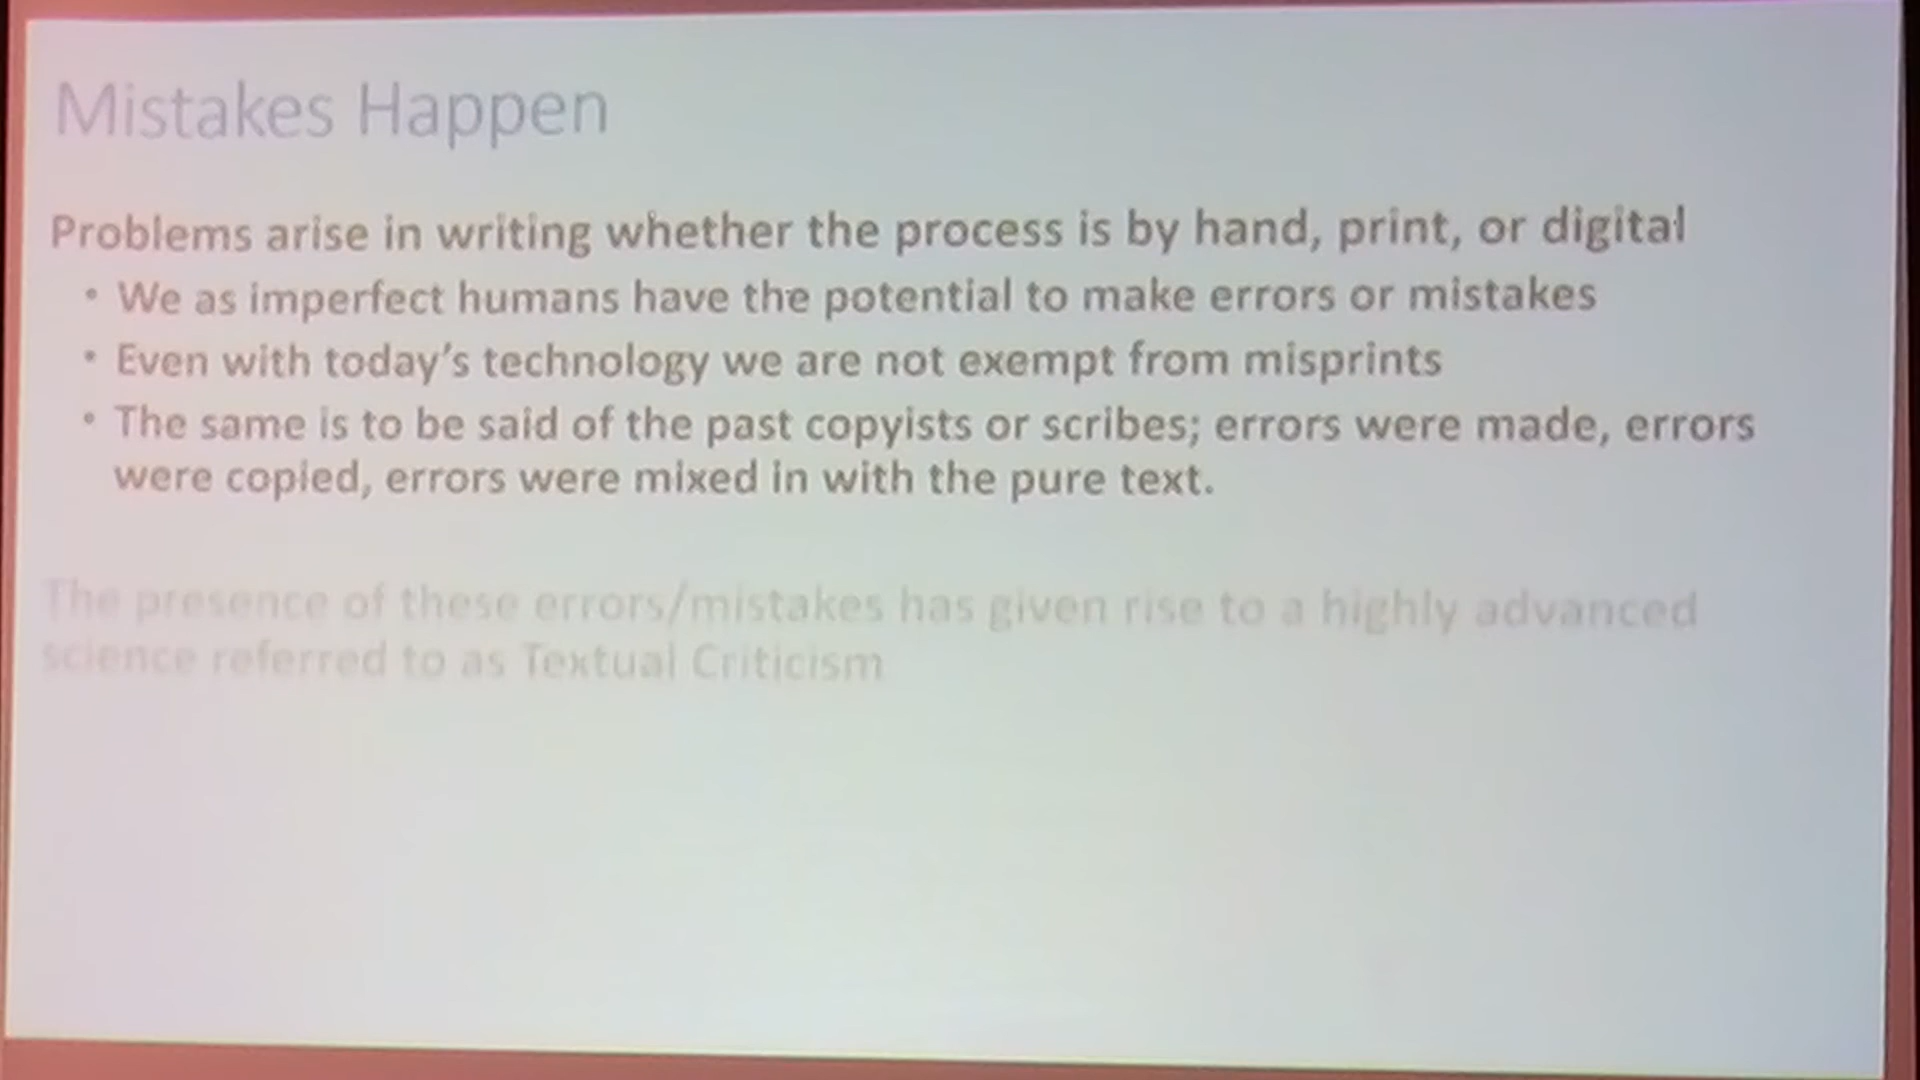 Mistakes Happen
Problems arise in writing whether the process is by hand, print, or digital
• We as imperfect humans have the potential to make errors or mistakes
• Even with today's technology we are not exempt from misprints
• The same is to be said of the past copyists or scribes; errors were made, errors
were copied, errors were mixed in with the pure text.
The presence of these errors/mistakes has given rise to a highly advanced
science referred to as Textual Criticism